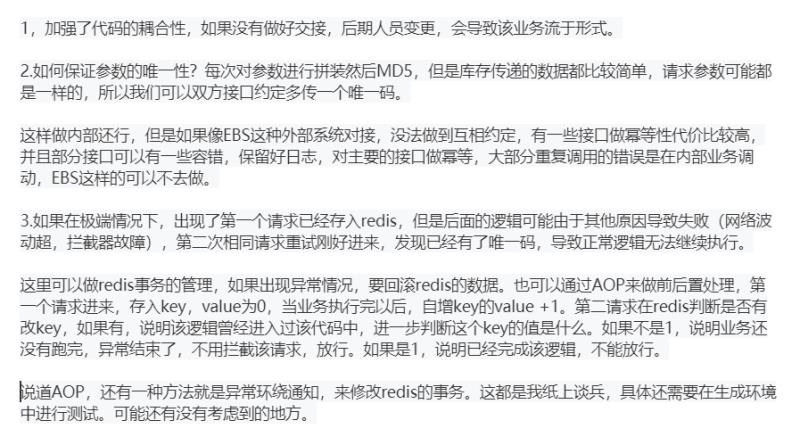 1，加强了代码的耦合性，如果没有做好交接，后期人员变更，会导致该业务流于形式。
2.如何保证参数的唯一性？每次对参数进行拼装然后MD5，但是库存传递的数据都比较简单，请求参数可能都
是一样的，所以我们可以双方接口约定多传一个唯一码。
这样做内部还行，但是如果像EBS这种外部系统对接，没法做到互相约定，有一些接口做幂等性代价比较高，
并且部分接口可以有一些容错，保留好日志，对主要的接口做幂等，大部分重复调用的错误是在内部业务调
动，EBS这样的可以不去做。
3.如果在极端情况下，出现了第一个请求已经存入redis，但是后面的逻辑可能由于其他原因导致失败（网络波
动超，拦截器故障），第二次相同请求重试刚好进来，发现已经有了唯一码，导致正常逻辑无法继续执行。
这里可以做redis事务的管理，如果出现异常情况，要回滚redis的数据。也可以通过AOP来做前后置处理，第
一个请求进来，存入key，value为0，当业务执行完以后，自增key的value +1。第二请求在redis判断是否有
改key，如果有，说明该逻辑曾经进入过该代码中，进一步判断这个key的值是什么。如果不是1，说明业务还
没有跑完，异常结束了，不用拦截该请求，放行。如果是1，说明已经完成该逻辑，不能放行。
说道AOP，还有一种方法就是异常环绕通知，来修改redis的事务。这都是我纸上谈兵，具体还需要在生成环境
中进行测试。可能还有没有考虑到的地方。